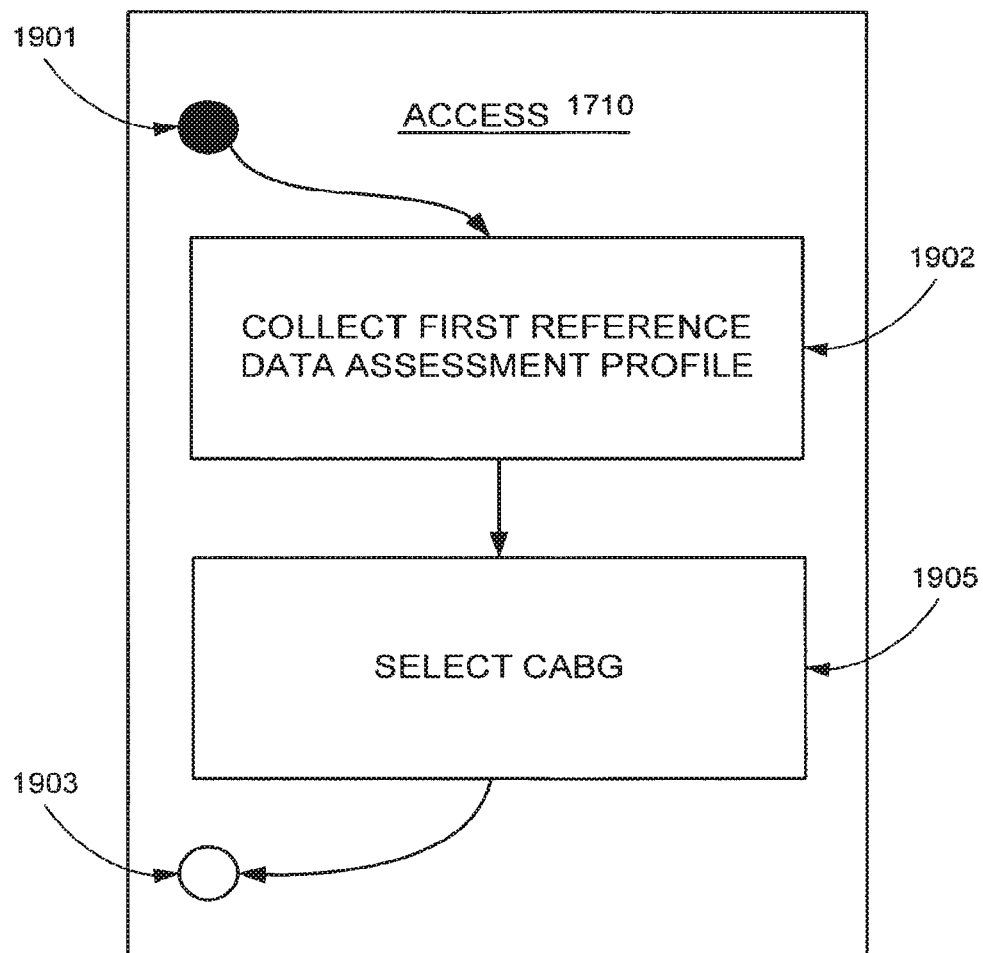 1901
ACCESS 1710
1902
COLLECT FIRST REFERENCE
DATA ASSESSMENT PROFILE
1905
SELECT CABG
1903